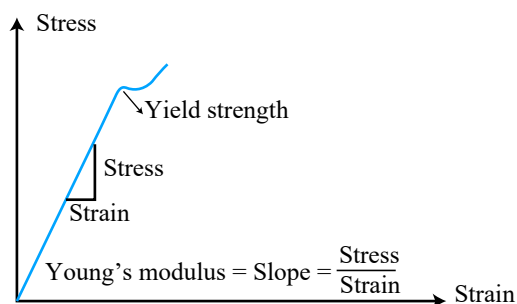 Stress
Yield strength
Stress
Strain
Young’s modulus = Slope = Stress
Strain
Strain